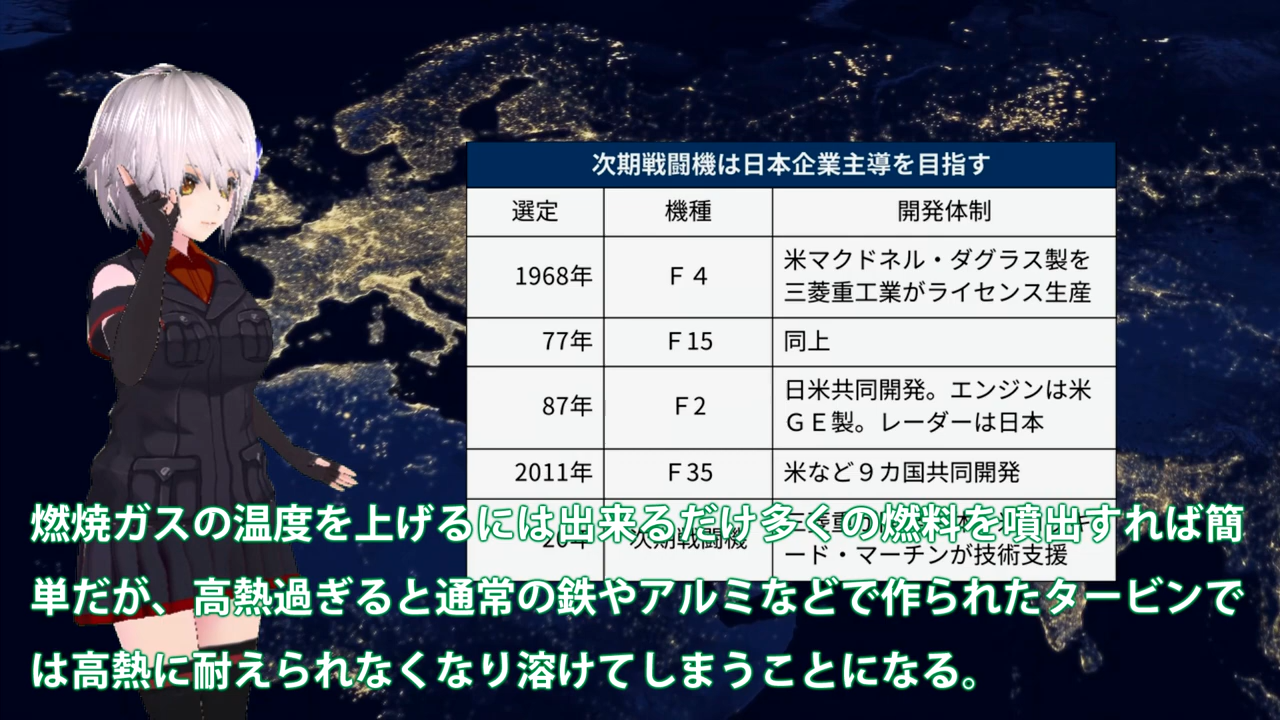 次期戦闘機は日本企業主導を目指す
選定 機種 開発体制
1968年 Ｆ４ 米マクドネル・ダグラス製を
三菱重工業がライセンス生産
77年 Ｆ15 同上
87年 Ｆ2 日米共同開発。エンジンは米
ＧＥ製。レーダーは日本
2011年 Ｆ35 米など９カ国共同開発
20年 次期戦闘機
ード・マーチンが技術支援
燃焼ガスの温度を上げるには出来るだけ多くの燃料を噴出すれば簡
単だが、高熱過ぎると通常の鉄やアルミなどで作られたタービンで
は高熱に耐えられなくなり溶けてしまうことになる。